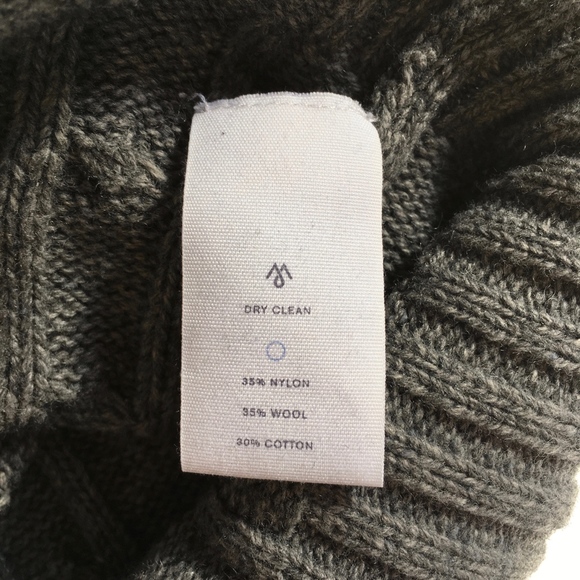 DRY CLEAN
35% NYLON
35% WOOL
30% COTTON